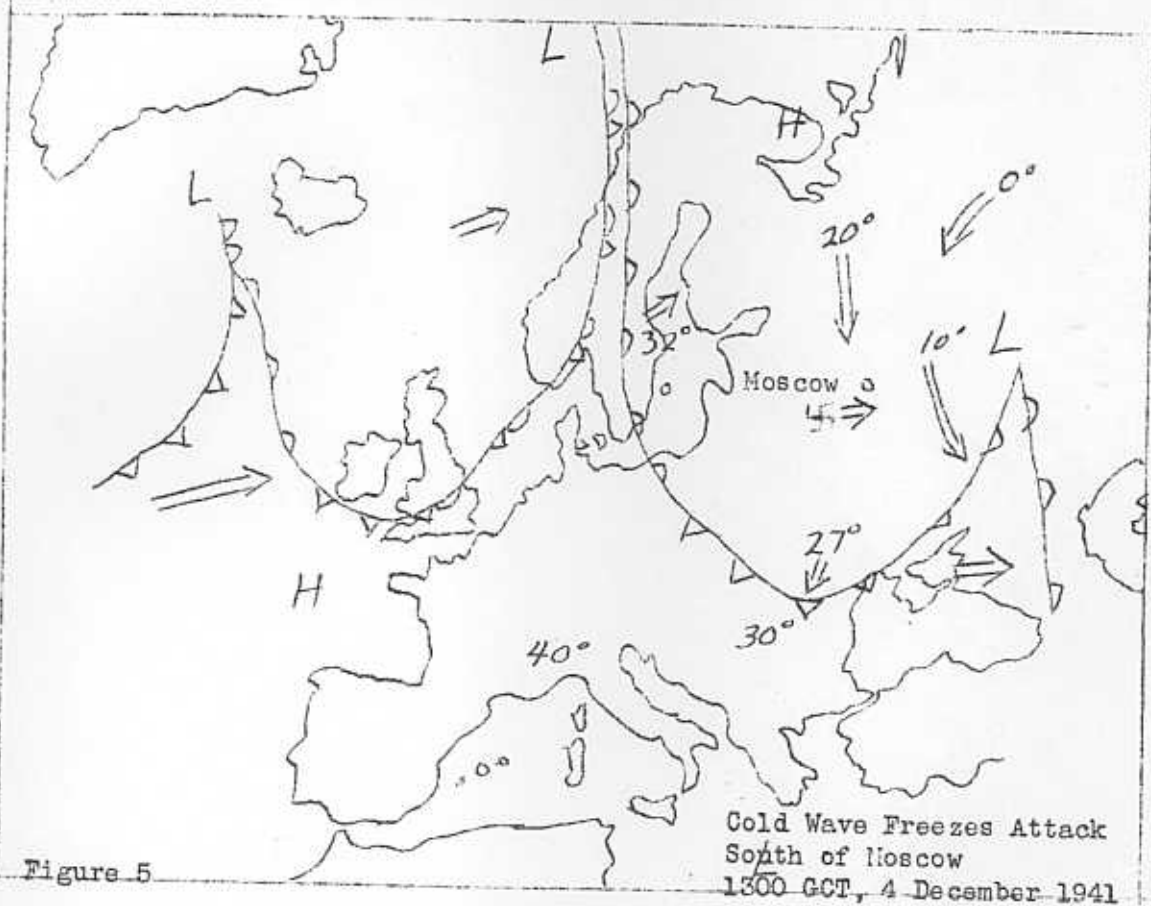 L
H
L
0°
20°
32°
10°
L
Moscow
27°
H
30°
40°
Cold Wave Freezes Attack
South of Moscow
1300 GCT, 4 December 1941
Figure 5